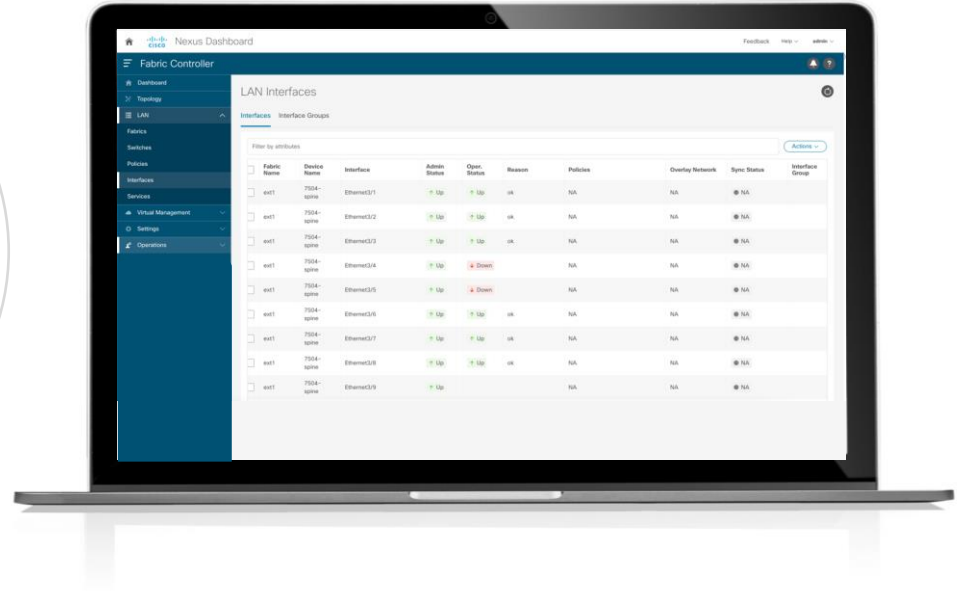 CISCO Nexus Dashboard Feedback Help admin
Fabric Controller ?
Dashboard
Topology
LAN
Fabrics
Switches
Policies
Interfaces
Services
Virtual Management
Settings
Operations
LAN Interfaces
Interfaces Interface Groups
Filter by attributes Actions
Fabric Name Device Name Interface Admin Status Oper. Status Reason Policies Overlay Network Sync Status Interface Group
ext1 7504-spine Ethernet3/1 Up Up ok NA NA NA
ext1 7504-spine Ethernet3/2 Up Up ok NA NA NA
ext1 7504-spine Ethernet3/3 Up Up ok NA NA NA
ext1 7504-spine Ethernet3/4 Up Down NA NA NA
ext1 7504-spine Ethernet3/5 Up Down NA NA NA
ext1 7504-spine Ethernet3/6 Up Up ok NA NA NA
ext1 7504-spine Ethernet3/7 Up Up ok NA NA NA
ext1 7504-spine Ethernet3/8 Up Up ok NA NA NA
ext1 7504-spine Ethernet3/9 Up NA NA NA